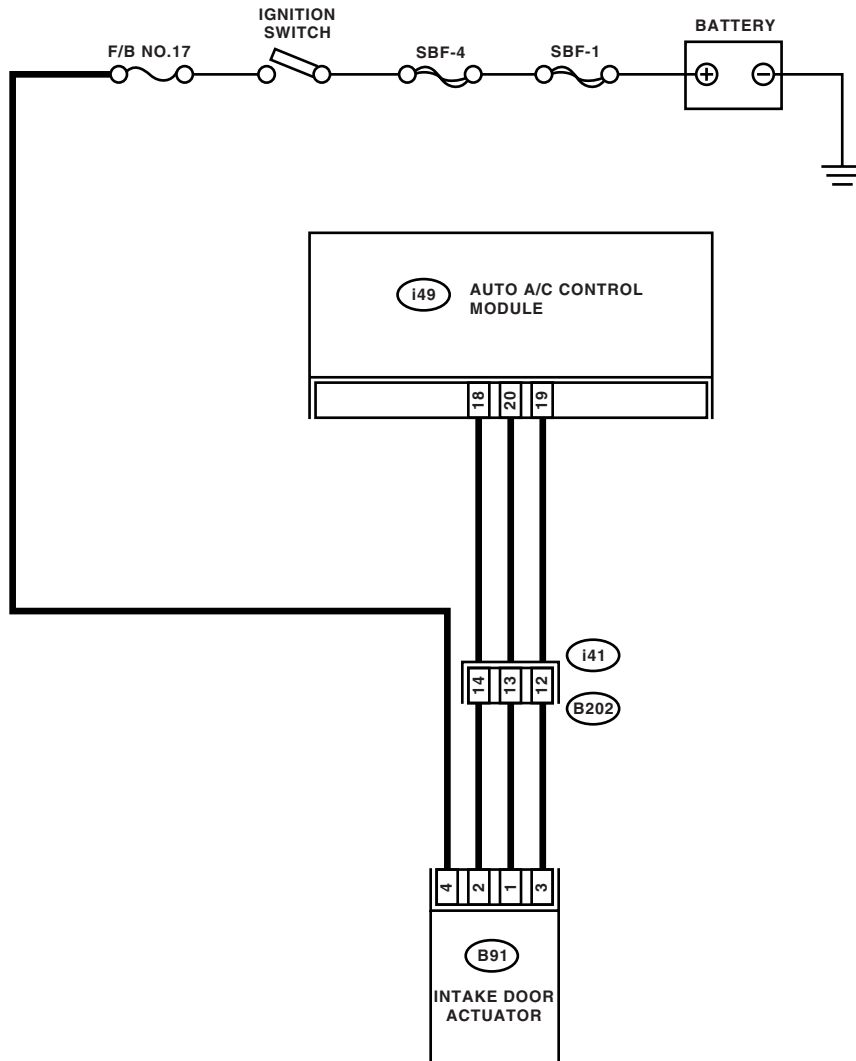 IGNITION
SWITCH
BATTERY
F/B NO.17
SBF-4
SBF-1
+
−
i49
AUTO A/C CONTROL
MODULE
18 20 19
i41
14 13 12
B202
4 2 1 3
B91
INTAKE DOOR
ACTUATOR